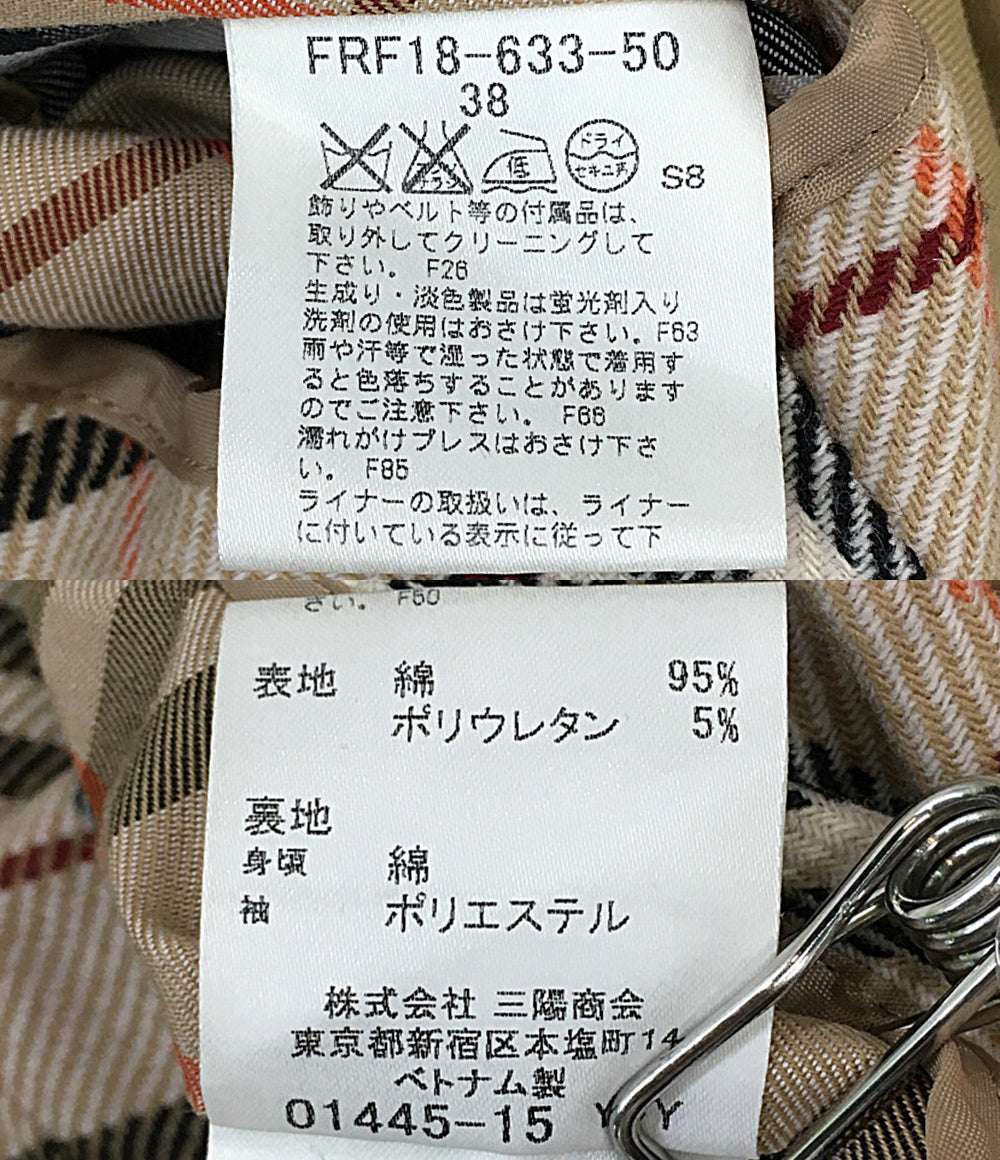 FRF18-633-50
38
エンソサラシ
低
ドライ
セキユ系
S8
飾りやベルト等の付属品は、
取り外してクリーニングして
下さい。 F26
生成り・淡色製品は蛍光剤入り
洗剤の使用はおさけ下さい。F63
雨や汗等で湿った状態で着用す
ると色落ちすることがあります
のでご注意下さい。 F66
濡れがけプレスはおさけ下さ
い。 F85
ライナーの取扱いは、ライナー
に付いている表示に従って下
さい。 F60
表地 綿 95%
ポリウレタン 5%
裏地
身頃 綿
袖 ポリエステル
株式会社 三陽商会
東京都新宿区本塩町14
ベトナム製
01445-15 Y Y